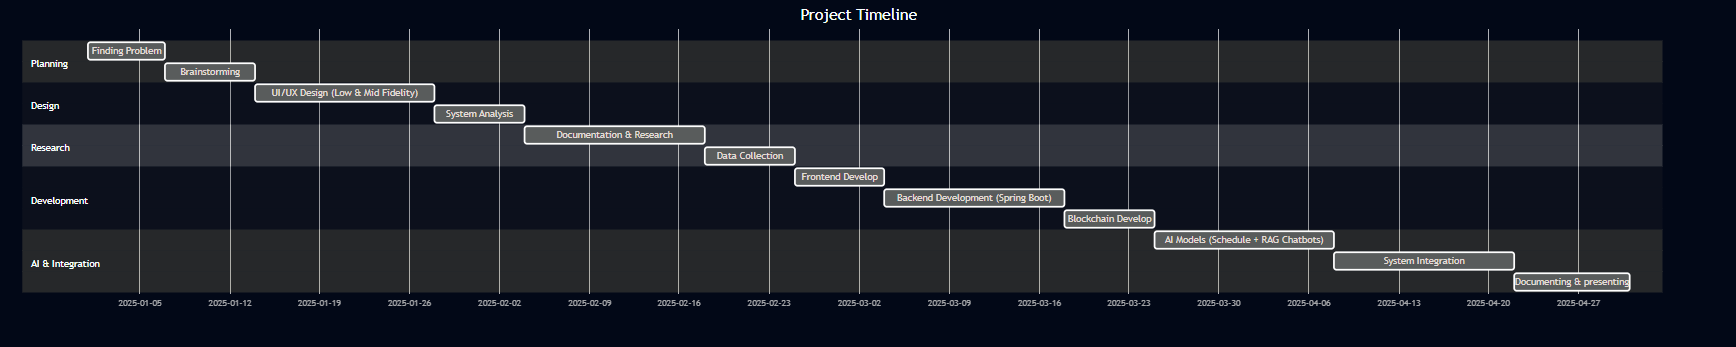 Project Timeline
Planning
Finding Problem
Brainstorming
Design
UI/UX Design (Low & Mid Fidelity)
System Analysis
Research
Documentation & Research
Data Collection
Development
Frontend Develop
Backend Development (Spring Boot)
Blockchain Develop
AI & Integration
AI Models (Schedule + RAG Chatbots)
System Integration
Documenting & presenting
2025-01-05 2025-01-12 2025-01-19 2025-01-26 2025-02-02 2025-02-09 2025-02-16 2025-02-23 2025-03-02 2025-03-09 2025-03-16 2025-03-23 2025-03-30 2025-04-06 2025-04-13 2025-04-20 2025-04-27